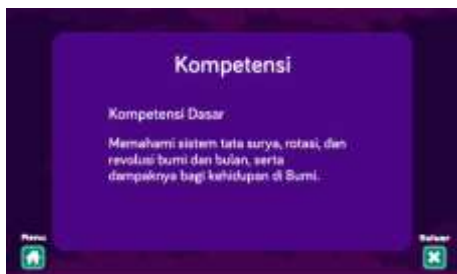 Kompetensi
Kompetensi Dasar
Memahami sistem tata surya, rotasi, dan
revolusi bumi dan bulan, serta
dampaknya bagi kehidupan di Bumi.
Menu
Keluar